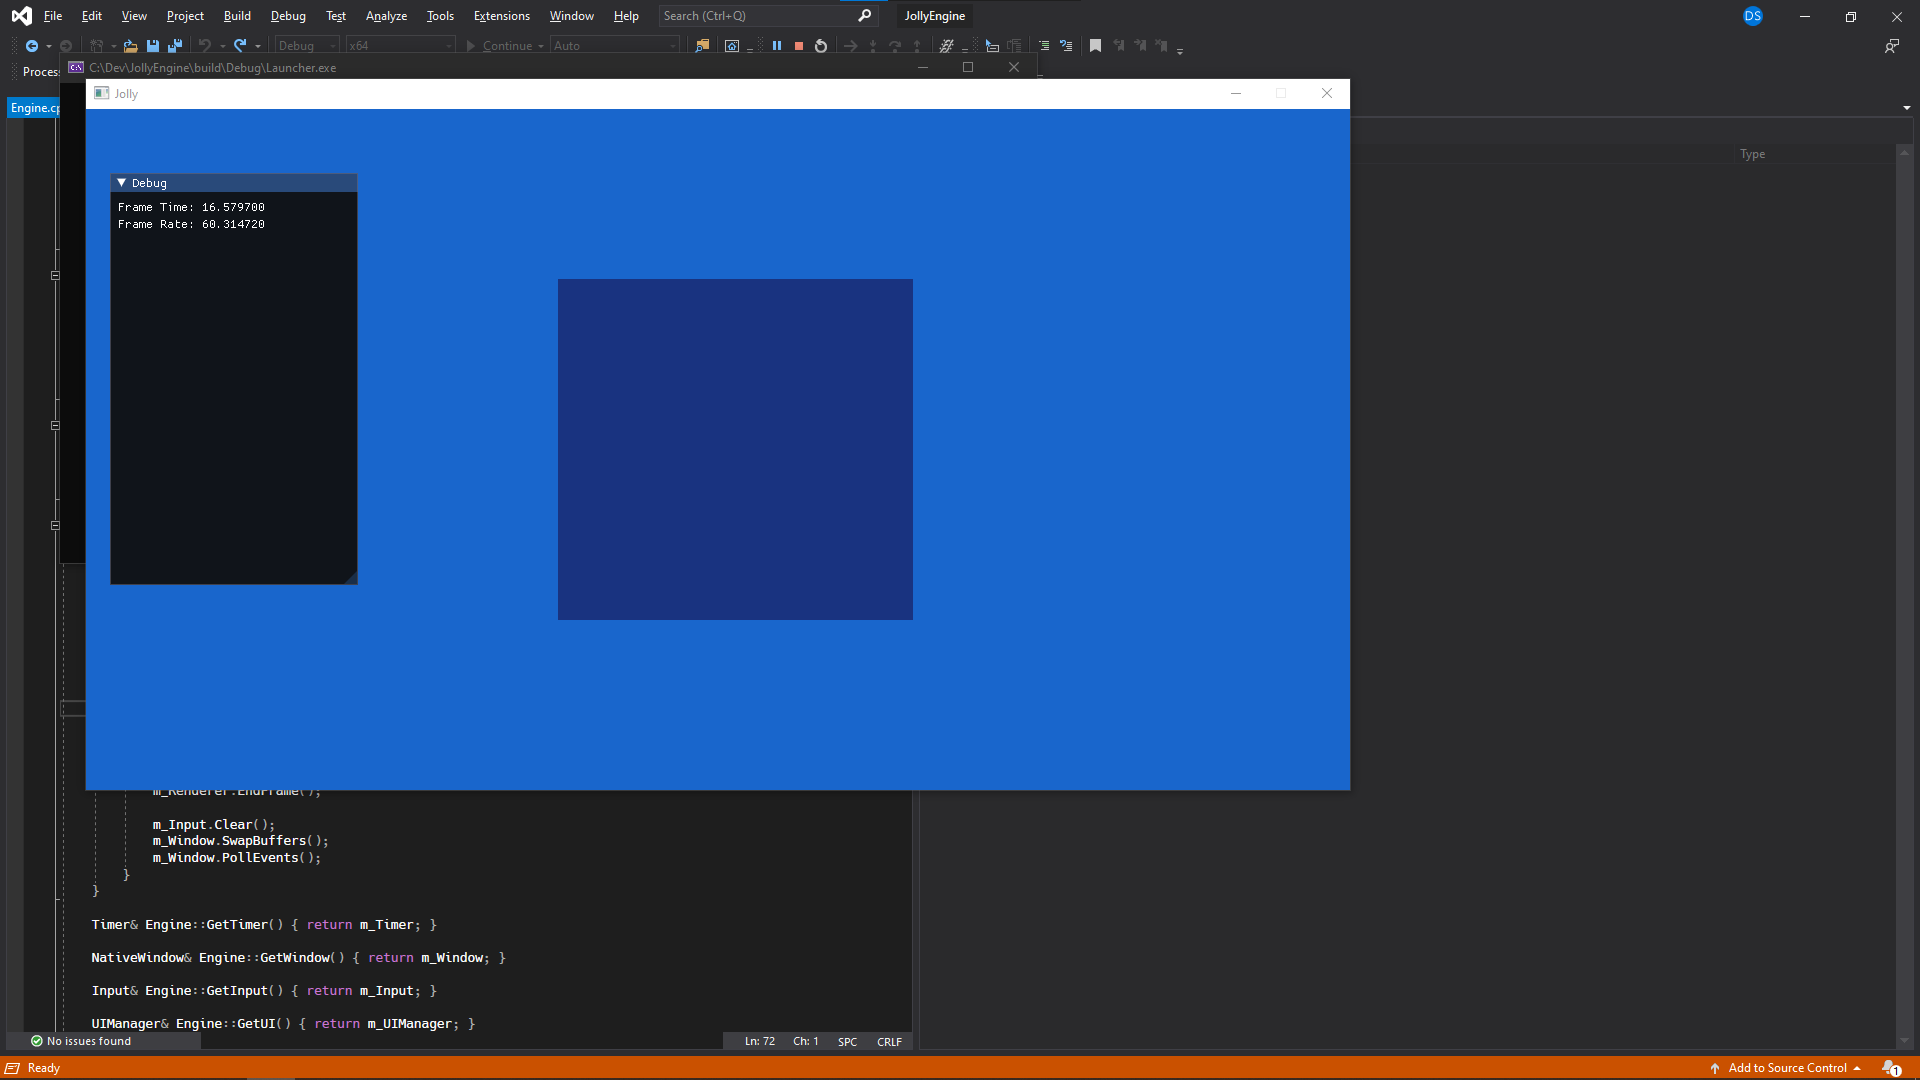 File Edit View Project Build Debug Test Analyze Tools Extensions Window Help Search (Ctrl+Q) JollyEngine DS
Debug x64 Continue Auto
Process
C:\Dev\JollyEngine\build\Debug\Launcher.exe
Jolly
Engine.cp
Type
Debug
Frame Time: 16.579700
Frame Rate: 60.314720
m_Renderer.EndFrame();
m_Input.Clear();
m_Window.SwapBuffers();
m_Window.PollEvents();
}
}
Timer& Engine::GetTimer() { return m_Timer; }
NativeWindow& Engine::GetWindow() { return m_Window; }
Input& Engine::GetInput() { return m_Input; }
UIManager& Engine::GetUI() { return m_UIManager; }
No issues found Ln: 72 Ch: 1 SPC CRLF
Ready Add to Source Control 1